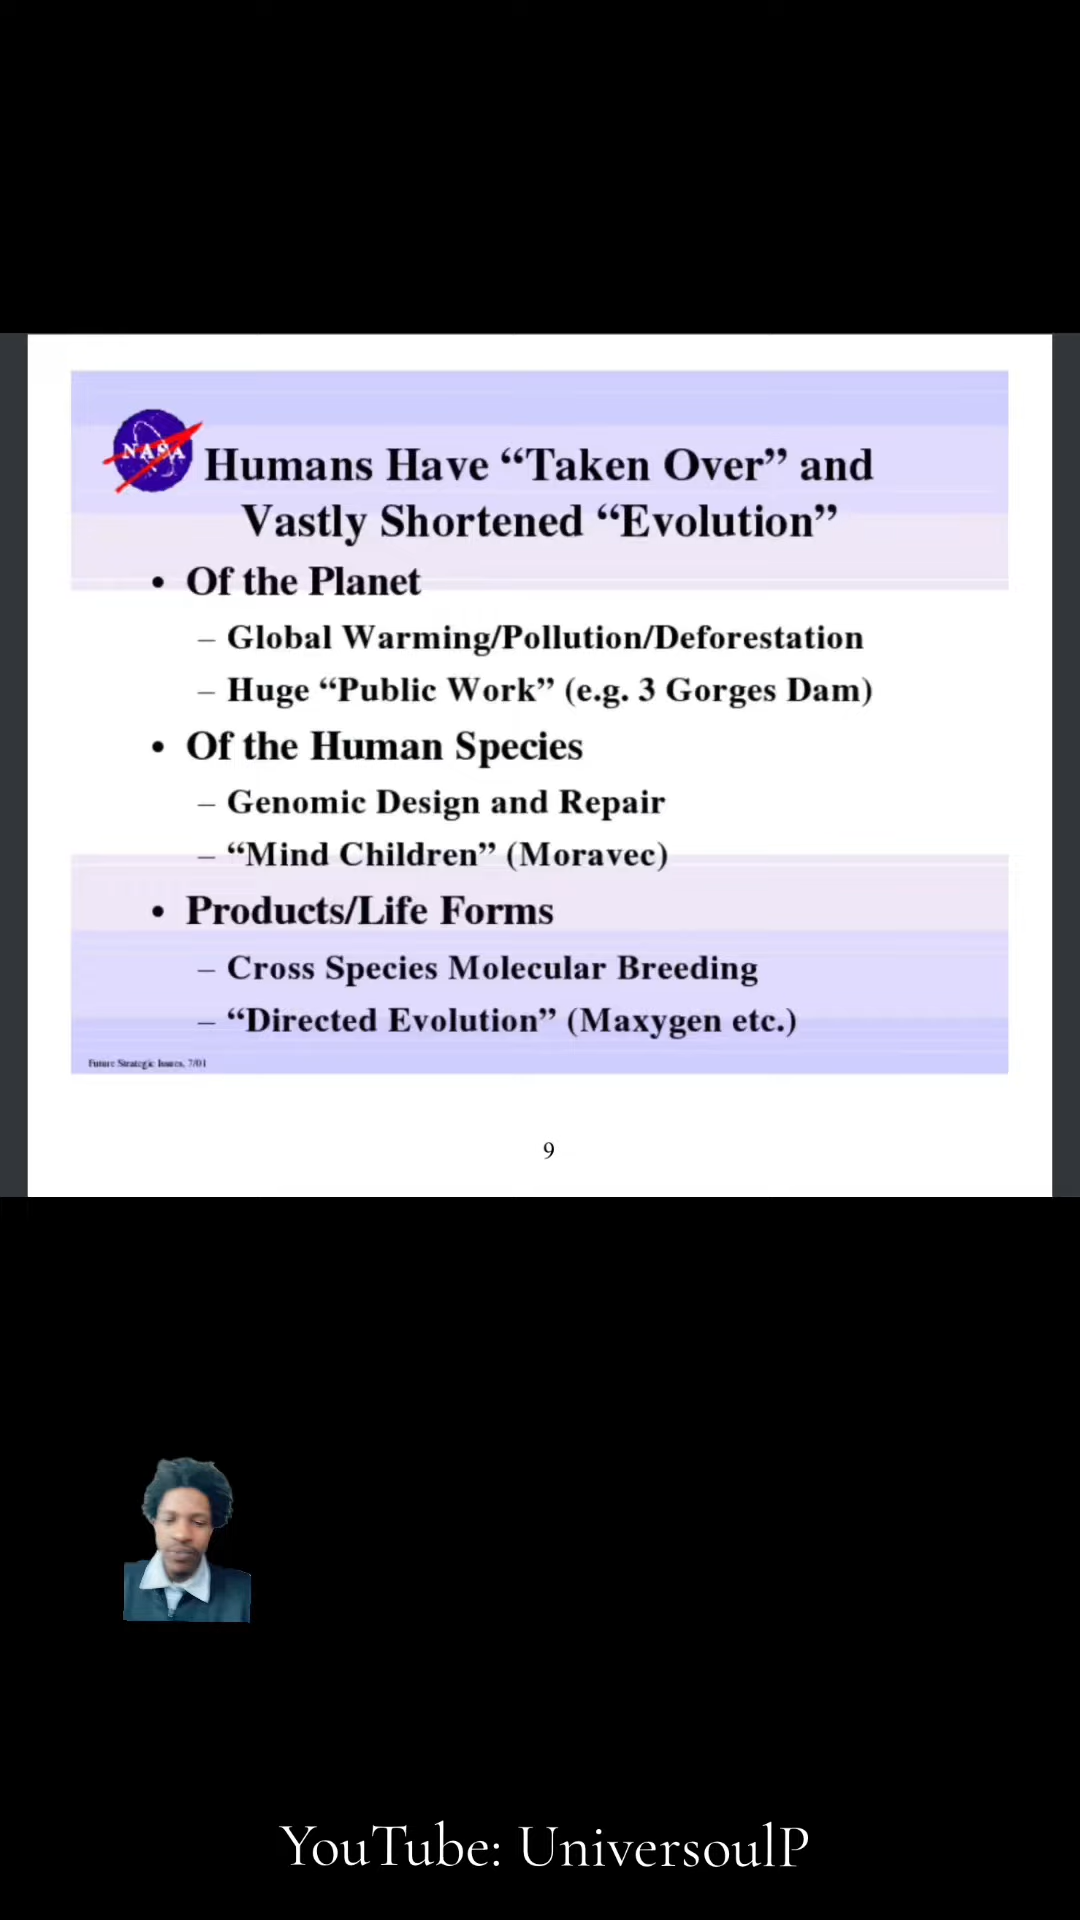 NASA
Humans Have “Taken Over” and
Vastly Shortened “Evolution”
• Of the Planet
– Global Warming/Pollution/Deforestation
– Huge “Public Work” (e.g. 3 Gorges Dam)
• Of the Human Species
– Genomic Design and Repair
– “Mind Children” (Moravec)
• Products/Life Forms
– Cross Species Molecular Breeding
– “Directed Evolution” (Maxygen etc.)
Future Strategic Issues, 7/01
9
YouTube: UniversoulP